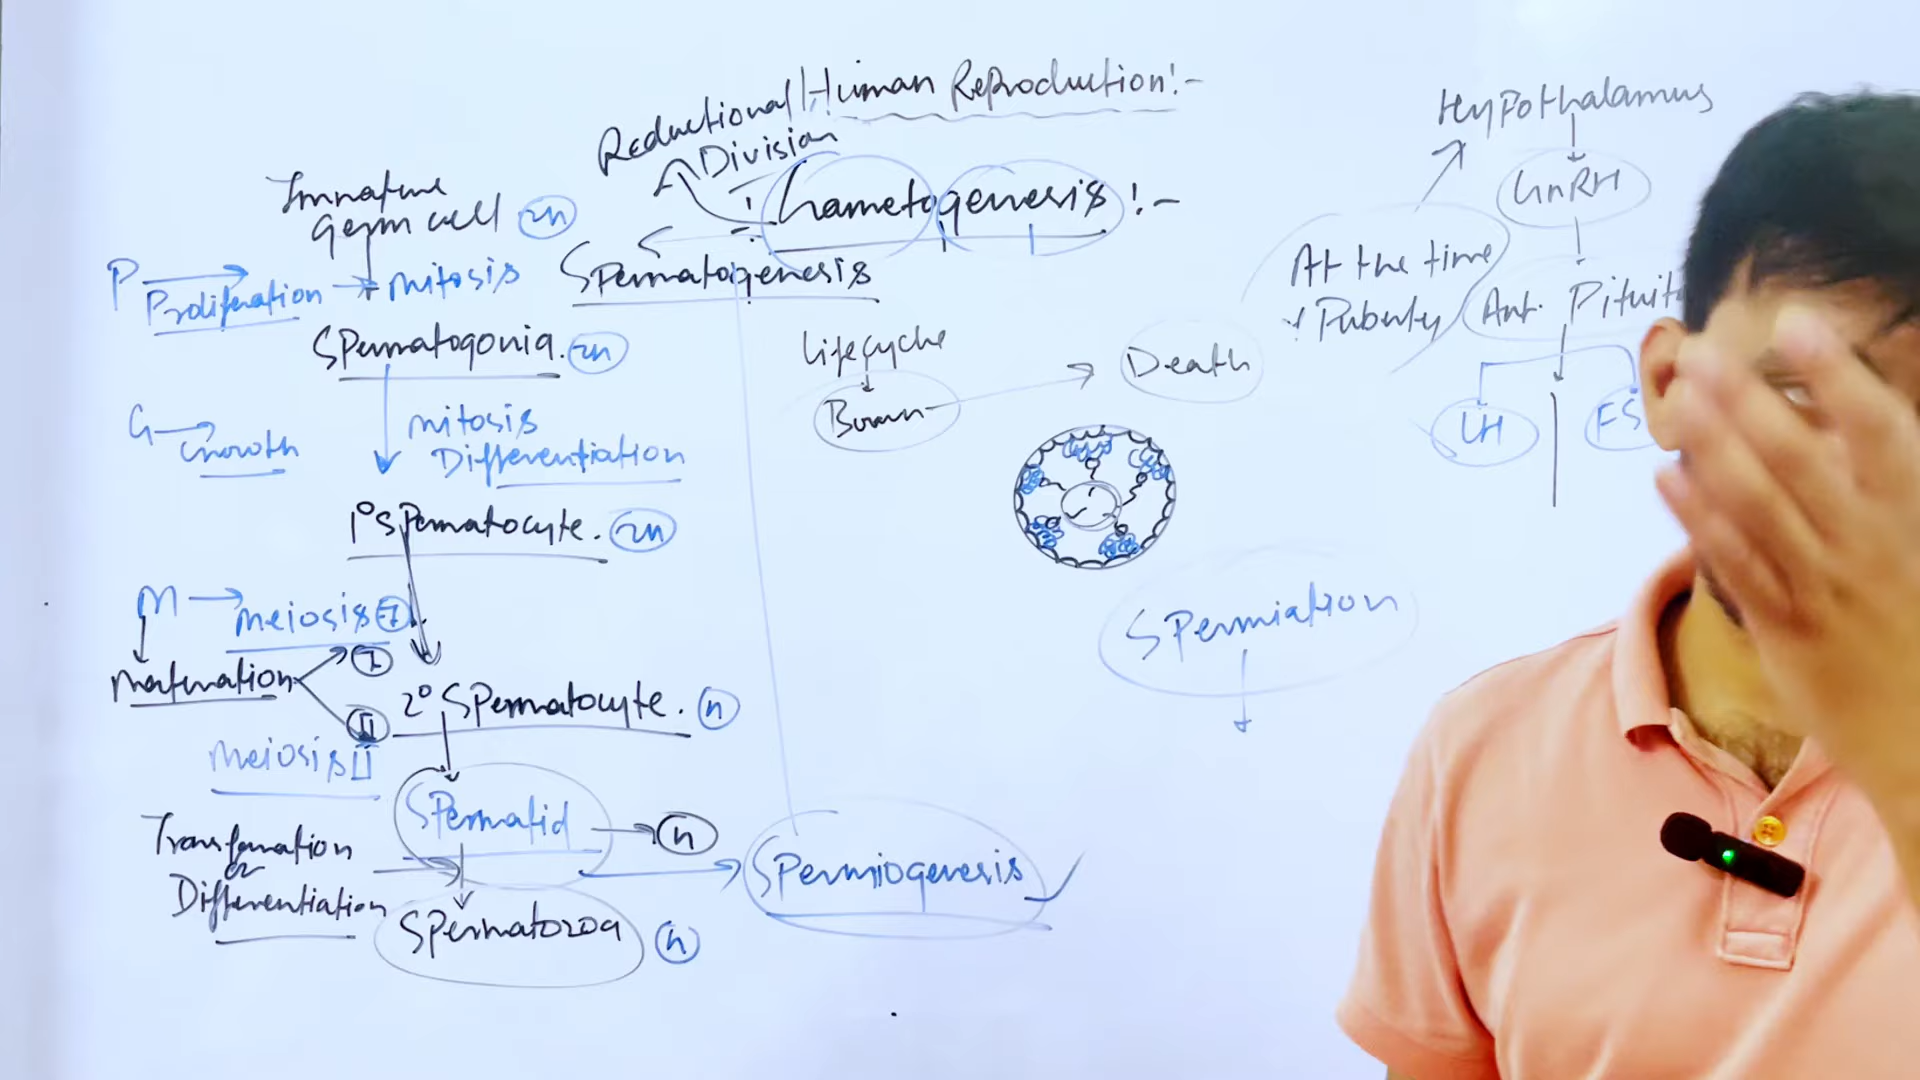 Human Reproduction:-
Reductional
Division
Gametogenesis :-
Spermatogenesis
Immature
germ cell 2n
P
Proliferation → mitosis
Spermatogonia. 2n
G → Growth
mitosis
Differentiation
1° Spermatocyte. 2n
M → meiosis I
Maturation
I
II
2° Spermatocyte. n
meiosis II
Spermatid → n
Transformation
or
Differentiation
Spermiogenesis
Spermatozoa n
Lifecycle
Born → Death
Spermiation
Hypothalamus
GnRH
At the time
of Puberty
Ant. Pituit
LH
FS